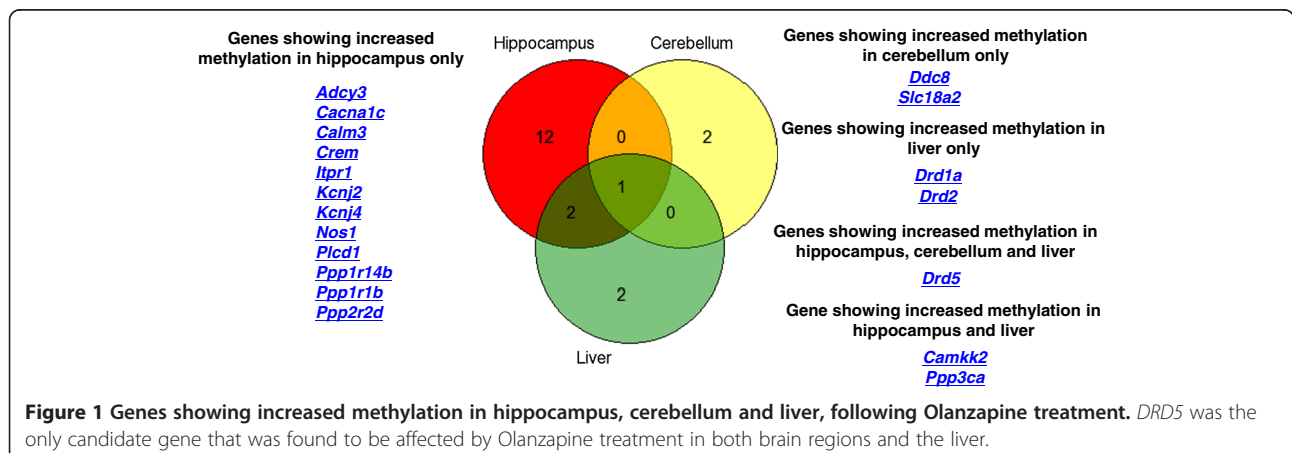 Genes showing increased
methylation in hippocampus only
Adcy3
Cacna1c
Calm3
Crem
Itpr1
Kcnj2
Kcnj4
Nos1
Plcd1
Ppp1r14b
Ppp1r1b
Ppp2r2d
Hippocampus
Cerebellum
12
0
2
1
2
0
2
Liver
Genes showing increased methylation
in cerebellum only
Ddc8
Slc18a2
Genes showing increased methylation in
liver only
Drd1a
Drd2
Genes showing increased methylation in
hippocampus, cerebellum and liver
Drd5
Gene showing increased methylation in
hippocampus and liver
Camkk2
Ppp3ca
Figure 1 Genes showing increased methylation in hippocampus, cerebellum and liver, following Olanzapine treatment. DRD5 was the
only candidate gene that was found to be affected by Olanzapine treatment in both brain regions and the liver.